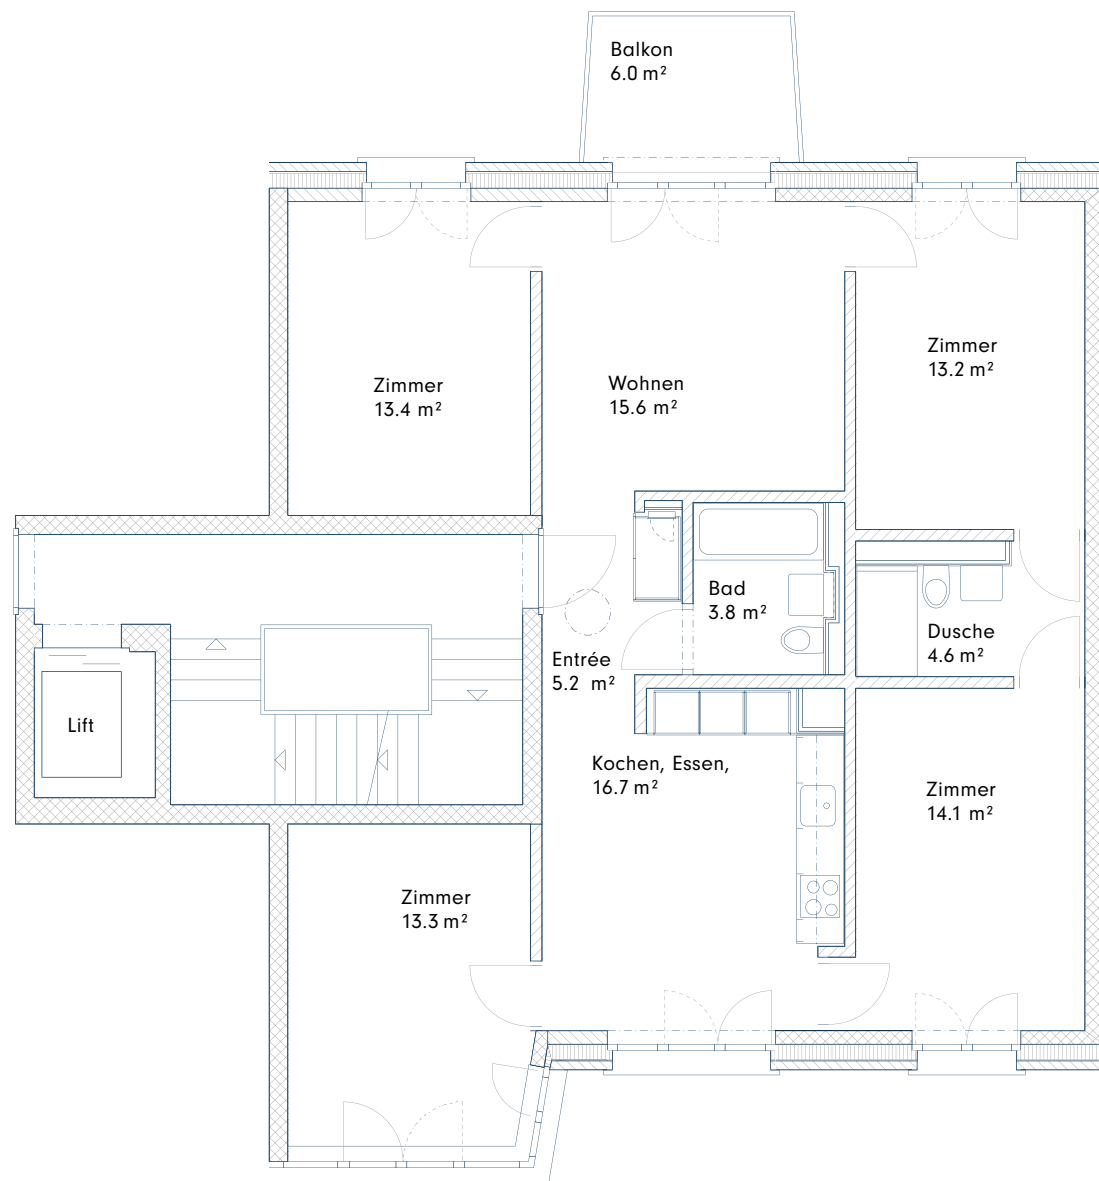 Balkon
6.0 m²
Zimmer
13.2 m²
Zimmer
13.4 m²
Wohnen
15.6 m²
Bad
3.8 m²
Dusche
4.6 m²
Entrée
5.2 m²
Lift
Kochen, Essen,
16.7 m²
Zimmer
14.1 m²
Zimmer
13.3 m²